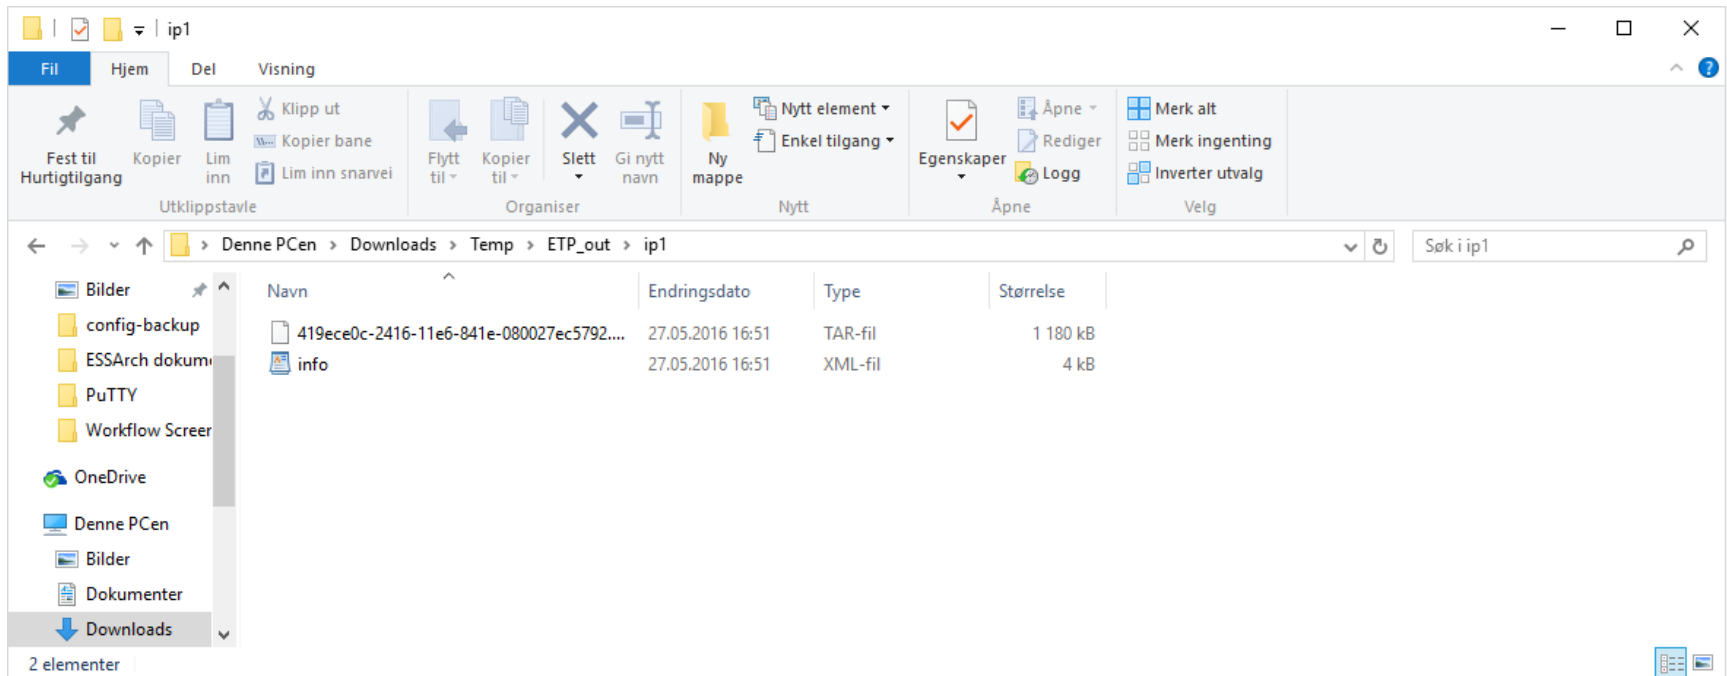 ip1
Fil Hjem Del Visning
Fest til Hurtigtilgang
Kopier
Lim inn
Klipp ut
Kopier bane
Lim inn snarvei
Utklippstavle
Flytt til
Kopier til
Slett
Gi nytt navn
Organiser
Ny mappe
Nytt element
Enkel tilgang
Nytt
Egenskaper
Åpne
Rediger
Logg
Åpne
Merk alt
Merk ingenting
Inverter utvalg
Velg
Denne PCen > Downloads > Temp > ETP_out > ip1
Søk i ip1
Bilder
config-backup
ESSArch dokum
PuTTY
Workflow Screer
OneDrive
Denne PCen
Bilder
Dokumenter
Downloads
Navn Endringsdato Type Størrelse
419ece0c-2416-11e6-841e-080027ec5792.... 27.05.2016 16:51 TAR-fil 1 180 kB
info 27.05.2016 16:51 XML-fil 4 kB
2 elementer